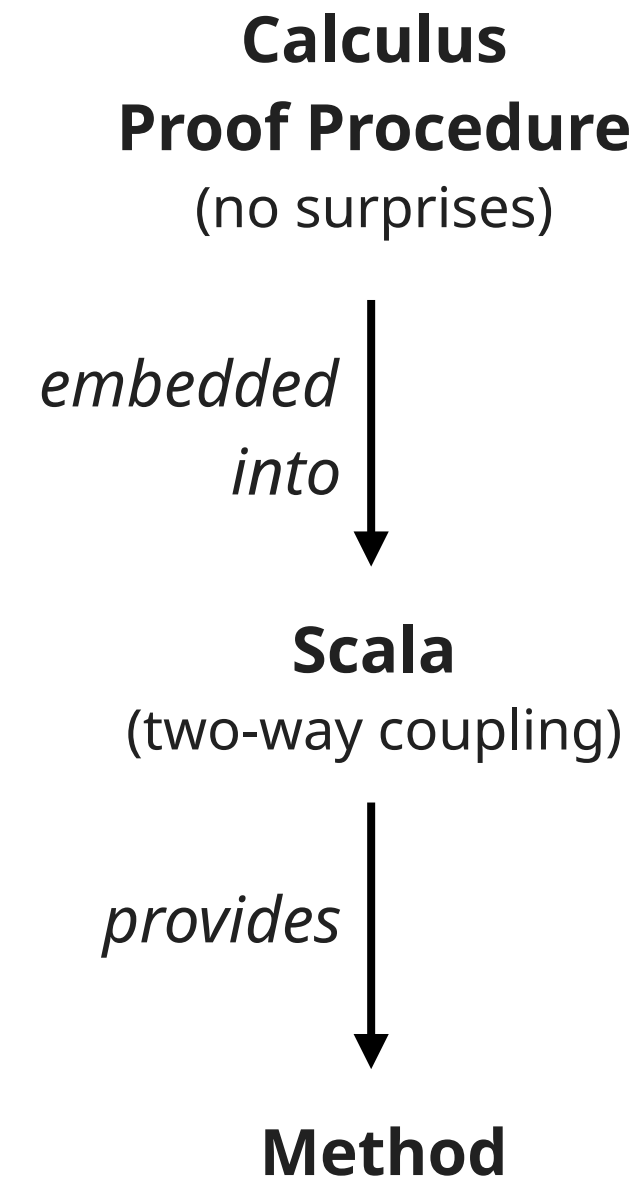 Calculus
Proof Procedure
(no surprises)
embedded
into
Scala
(two-way coupling)
provides
Method